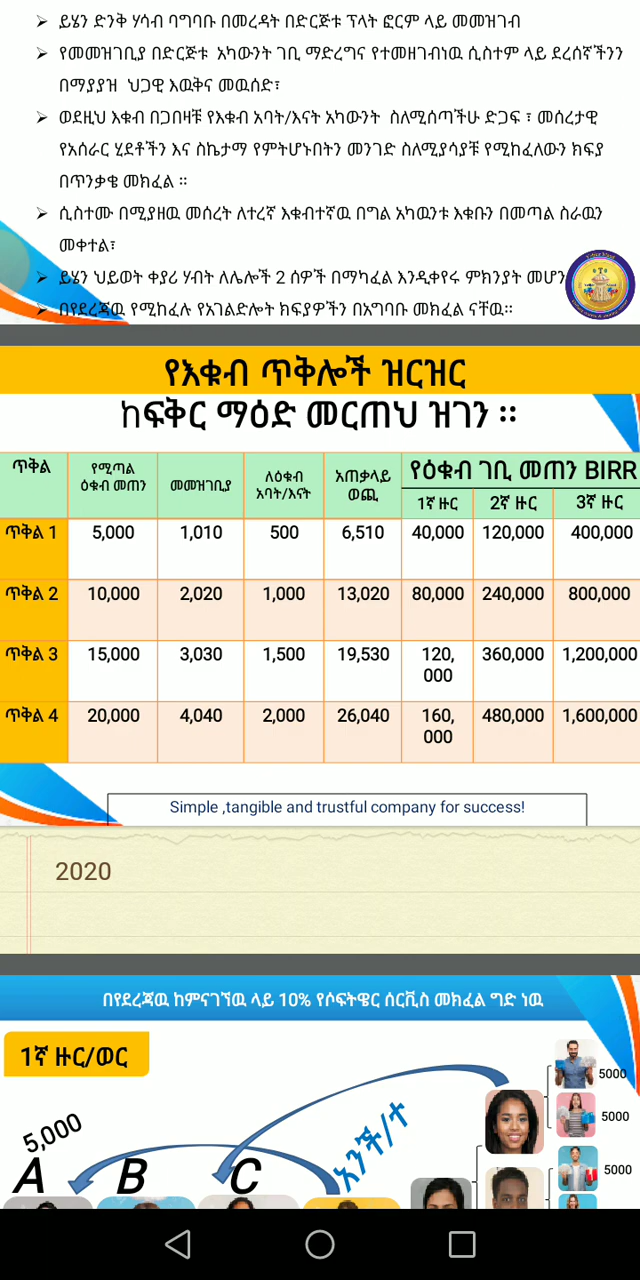 ➢ ይሄን ድንቅ ሃሳብ ባግባቡ በመረዳት በድርጅቱ ፕላት ፎርም ላይ መመዝገብ
➢ የመመዝገቢያ በድርጅቱ አካውንት ገቢ ማድረግና የተመዘገብነዉ ሲስተም ላይ ደረሰኛችንን
በማያያዝ ህጋዊ እዉቅና መዉሰድ፣
➢ ወደዚህ እቁብ በጋበዛቹ የእቁብ አባት/እናት አካውንት ስለሚሰጣችሁ ድጋፍ ፣ መሰረታዊ
የአሰራር ሂደቶችን እና ስኬታማ የምትሆኑበትን መንገድ ስለሚያሳያቹ የሚከፈለውን ክፍያ
በጥንቃቄ መክፈል ።
➢ ሲስተሙ በሚያዘዉ መሰረት ለተረኛ እቁብተኛዉ በግል አካዉንቱ እቁቡን በመጣል ስራዉን
መቀተል፣
➢ ይሄን ህይወት ቀያሪ ሃብት ለሌሎች 2 ሰዎች በማካፈል እንዲቀየሩ ምክንያት መሆን
➢ በየደረጃዉ የሚከፈሉ የአገልድሎት ክፍያዎችን በአግባቡ መክፈል ናቸዉ።
የእቁብ ጥቅሎች ዝርዝር
ከፍቅር ማዕድ መርጠህ ዝገን ።
ጥቅል የሚጣል ዕቁብ መጠን መመዝገቢያ ለዕቁብ አባት/እናት አጠቃላይ ወጪ የዕቁብ ገቢ መጠን BIRR
1ኛ ዙር 2ኛ ዙር 3ኛ ዙር
ጥቅል 1 5,000 1,010 500 6,510 40,000 120,000 400,000
ጥቅል 2 10,000 2,020 1,000 13,020 80,000 240,000 800,000
ጥቅል 3 15,000 3,030 1,500 19,530 120,000 360,000 1,200,000
ጥቅል 4 20,000 4,040 2,000 26,040 160,000 480,000 1,600,000
Simple ,tangible and trustful company for success!
2020
በየደረጃዉ ከምናገኘዉ ላይ 10% የሶፍትዌር ሰርቪስ መክፈል ግድ ነዉ
1ኛ ዙር/ወር
5000
5000
5,000
አንች/ተ
5000
A B C